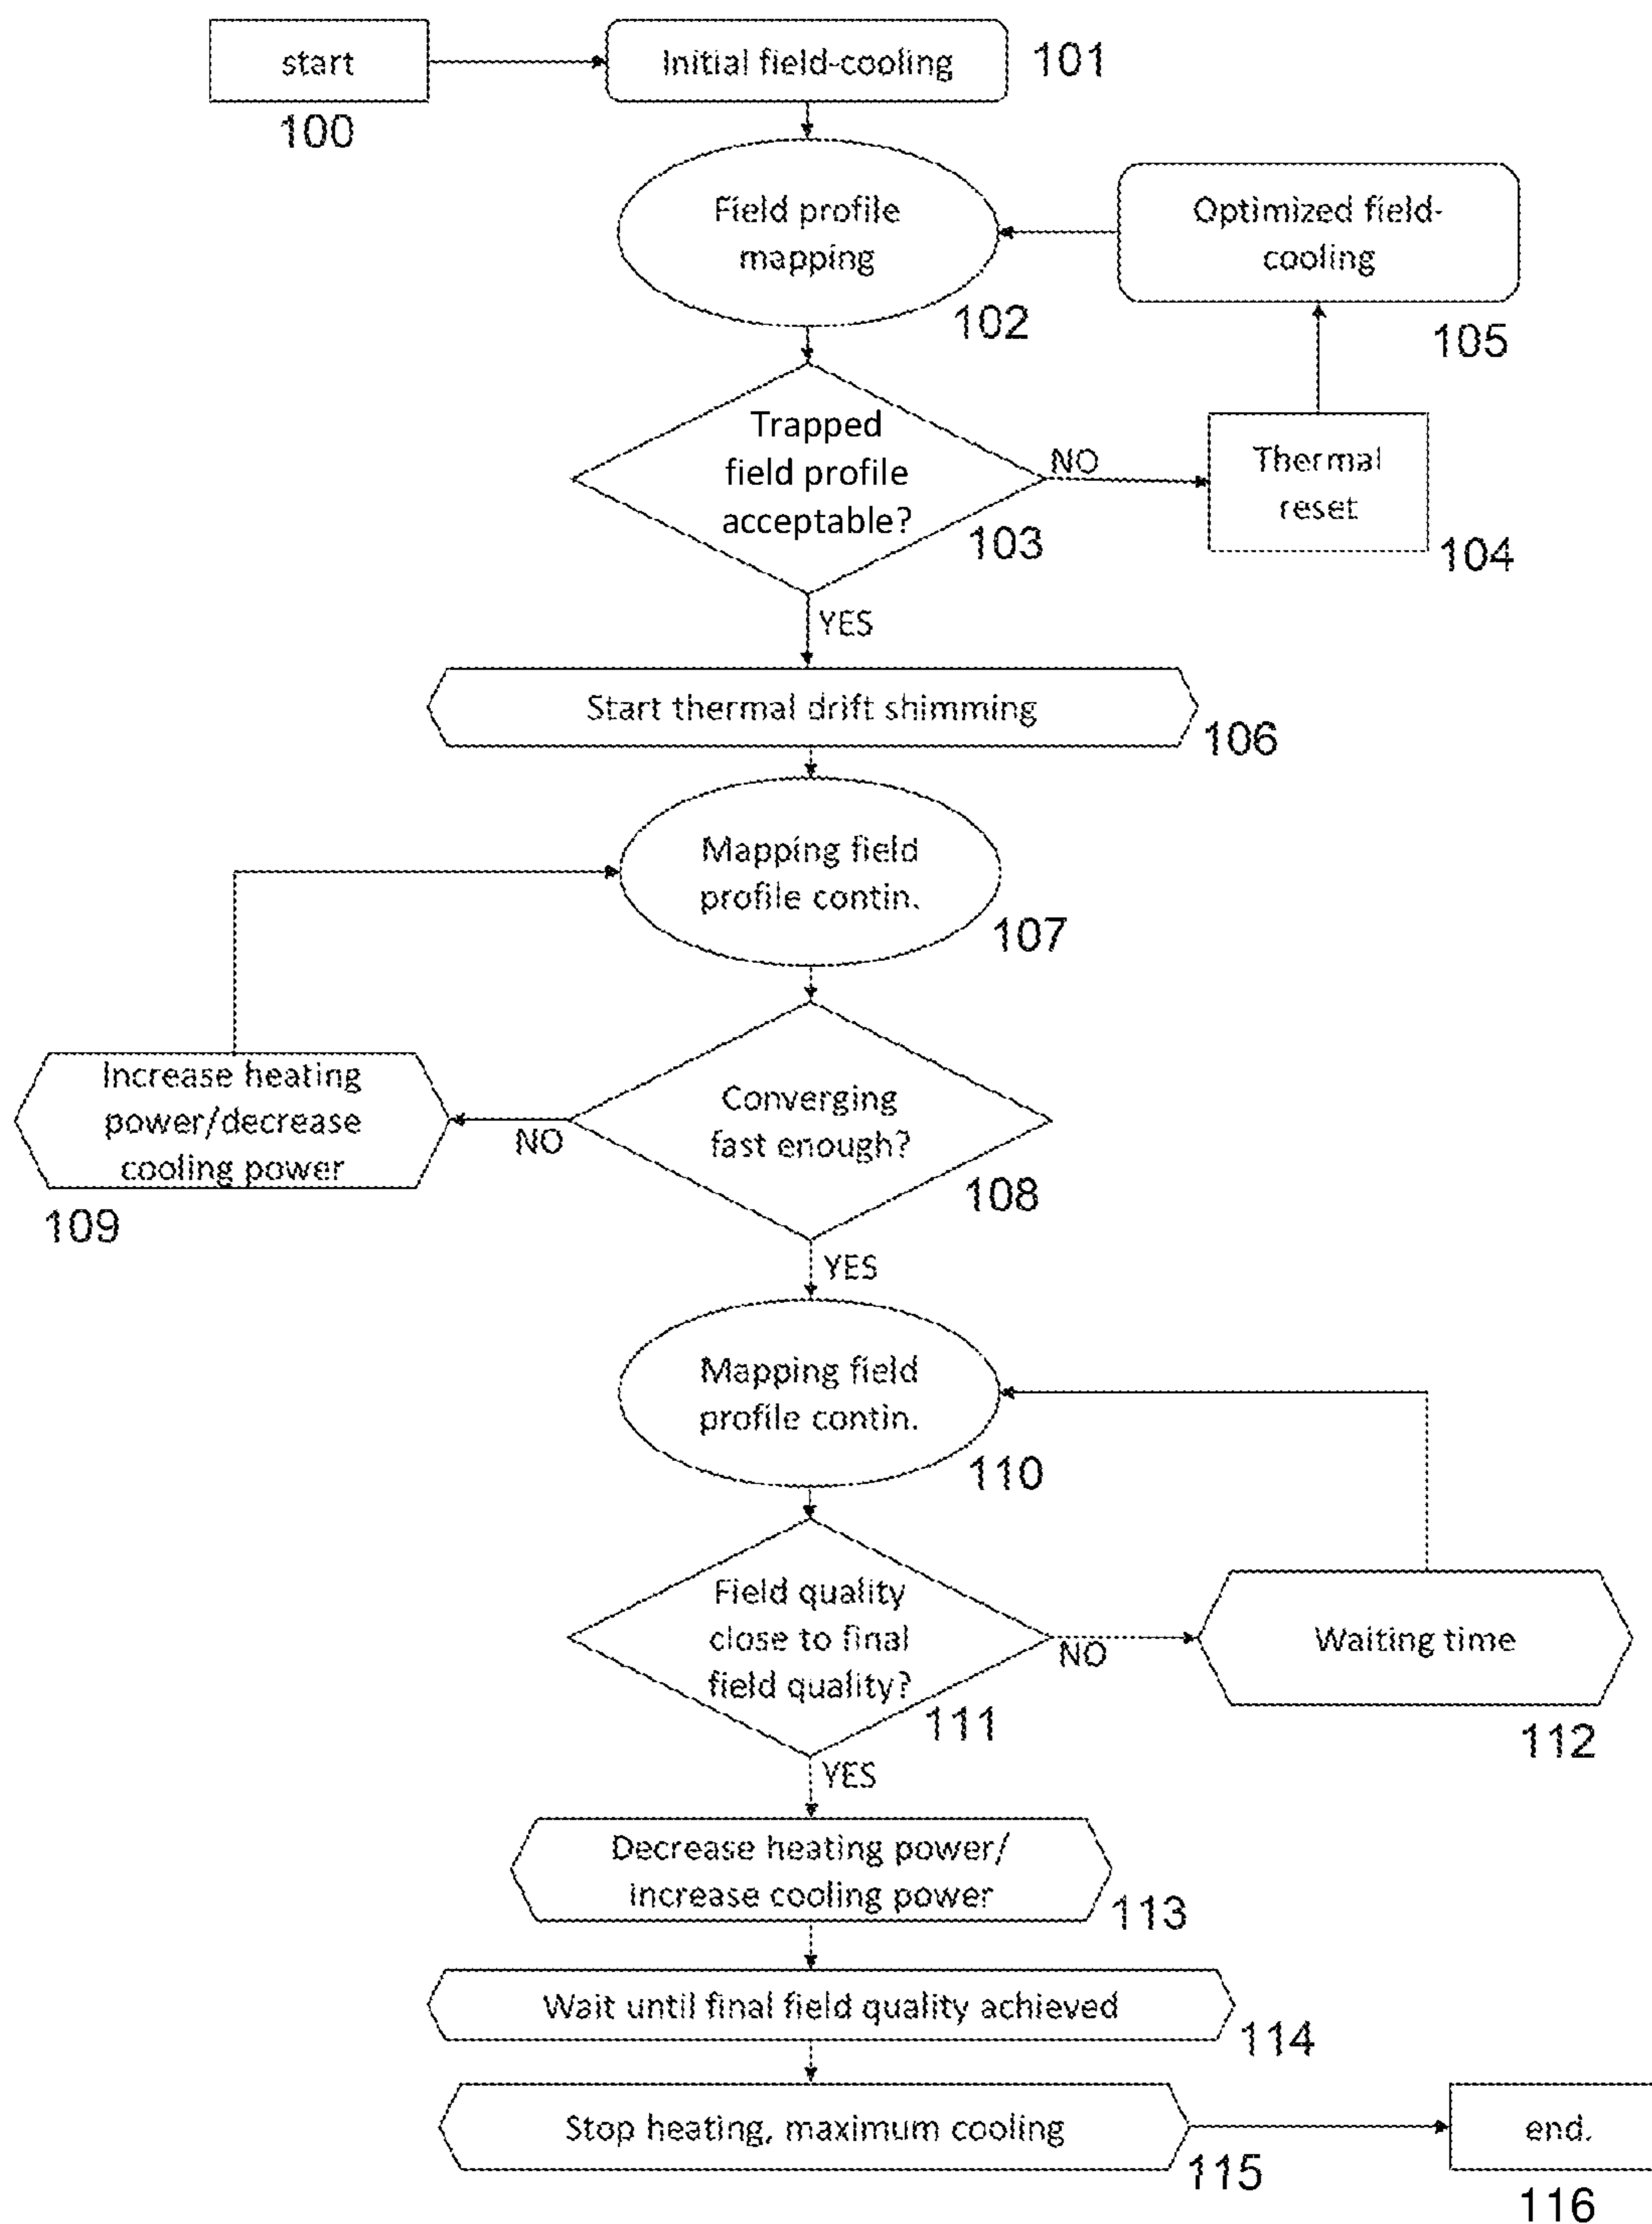 start
100
Initial field-cooling
101
Field profile
mapping
102
Optimized field-
cooling
105
Trapped
field profile
acceptable?
103
NO
Thermal
reset
104
YES
Start thermal drift shimming
106
Mapping field
profile contin.
107
Converging
fast enough?
108
NO
Increase heating
power/decrease
cooling power
109
YES
Mapping field
profile contin.
110
Field quality
close to final
field quality?
111
NO
Waiting time
112
YES
Decrease heating power/
increase cooling power
113
Wait until final field quality achieved
114
Stop heating, maximum cooling
115
end.
116